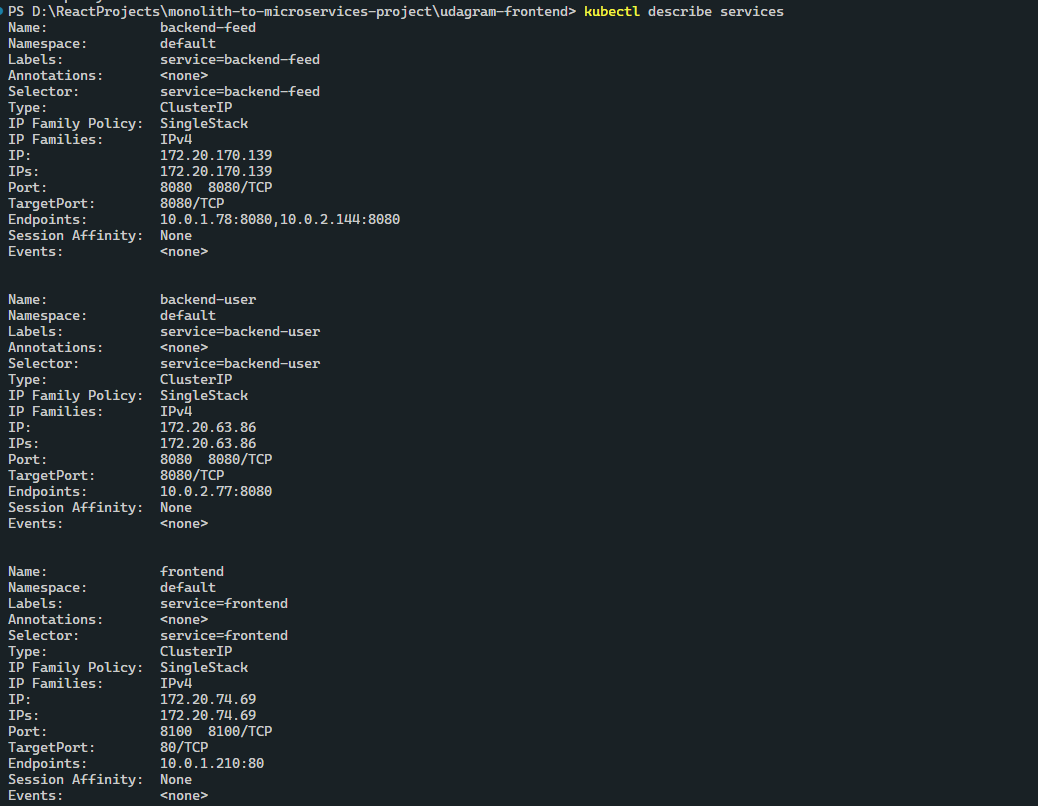 PS D:\ReactProjects\monolith-to-microservices-project\udagram-frontend> kubectl describe services
Name:              backend-feed
Namespace:         default
Labels:            service=backend-feed
Annotations:       <none>
Selector:          service=backend-feed
Type:              ClusterIP
IP Family Policy:  SingleStack
IP Families:       IPv4
IP:                172.20.170.139
IPs:               172.20.170.139
Port:              8080  8080/TCP
TargetPort:        8080/TCP
Endpoints:         10.0.1.78:8080,10.0.2.144:8080
Session Affinity:  None
Events:            <none>

Name:              backend-user
Namespace:         default
Labels:            service=backend-user
Annotations:       <none>
Selector:          service=backend-user
Type:              ClusterIP
IP Family Policy:  SingleStack
IP Families:       IPv4
IP:                172.20.63.86
IPs:               172.20.63.86
Port:              8080  8080/TCP
TargetPort:        8080/TCP
Endpoints:         10.0.2.77:8080
Session Affinity:  None
Events:            <none>

Name:              frontend
Namespace:         default
Labels:            service=frontend
Annotations:       <none>
Selector:          service=frontend
Type:              ClusterIP
IP Family Policy:  SingleStack
IP Families:       IPv4
IP:                172.20.74.69
IPs:               172.20.74.69
Port:              8100  8100/TCP
TargetPort:        80/TCP
Endpoints:         10.0.1.210:80
Session Affinity:  None
Events:            <none>